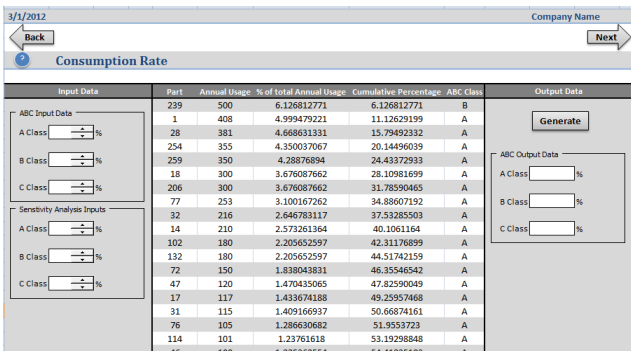 3/1/2012 Company Name
Back Next
? Consumption Rate
Input Data Part Annual Usage % of total Annual Usage Cumulative Percentage ABC Class Output Data
239 500 6.126812771 6.126812771 B
ABC Input Data
1 408 4.999479221 11.12629199 A
Generate
A Class % 28 381 4.668631331 15.79492332 A
254 355 4.350037067 20.14496039 A
B Class % 259 350 4.28876894 24.43372933 A
ABC Output Data
18 300 3.676087662 28.10981699 A
A Class %
C Class % 206 300 3.676087662 31.78590465 A
77 253 3.100167262 34.88607192 A
B Class %
Senstivity Analysis Inputs 32 216 2.646783117 37.53285503 A
A Class % 14 210 2.573261364 40.1061164 A
C Class %
102 180 2.205652597 42.31176899 A
B Class % 132 180 2.205652597 44.51742159 A
72 150 1.838043831 46.35546542 A
C Class % 47 120 1.470435065 47.82590049 A
17 117 1.433674188 49.25957468 A
31 115 1.409166937 50.66874161 A
76 105 1.286630682 51.9553723 A
114 101 1.23761618 53.19298848 A